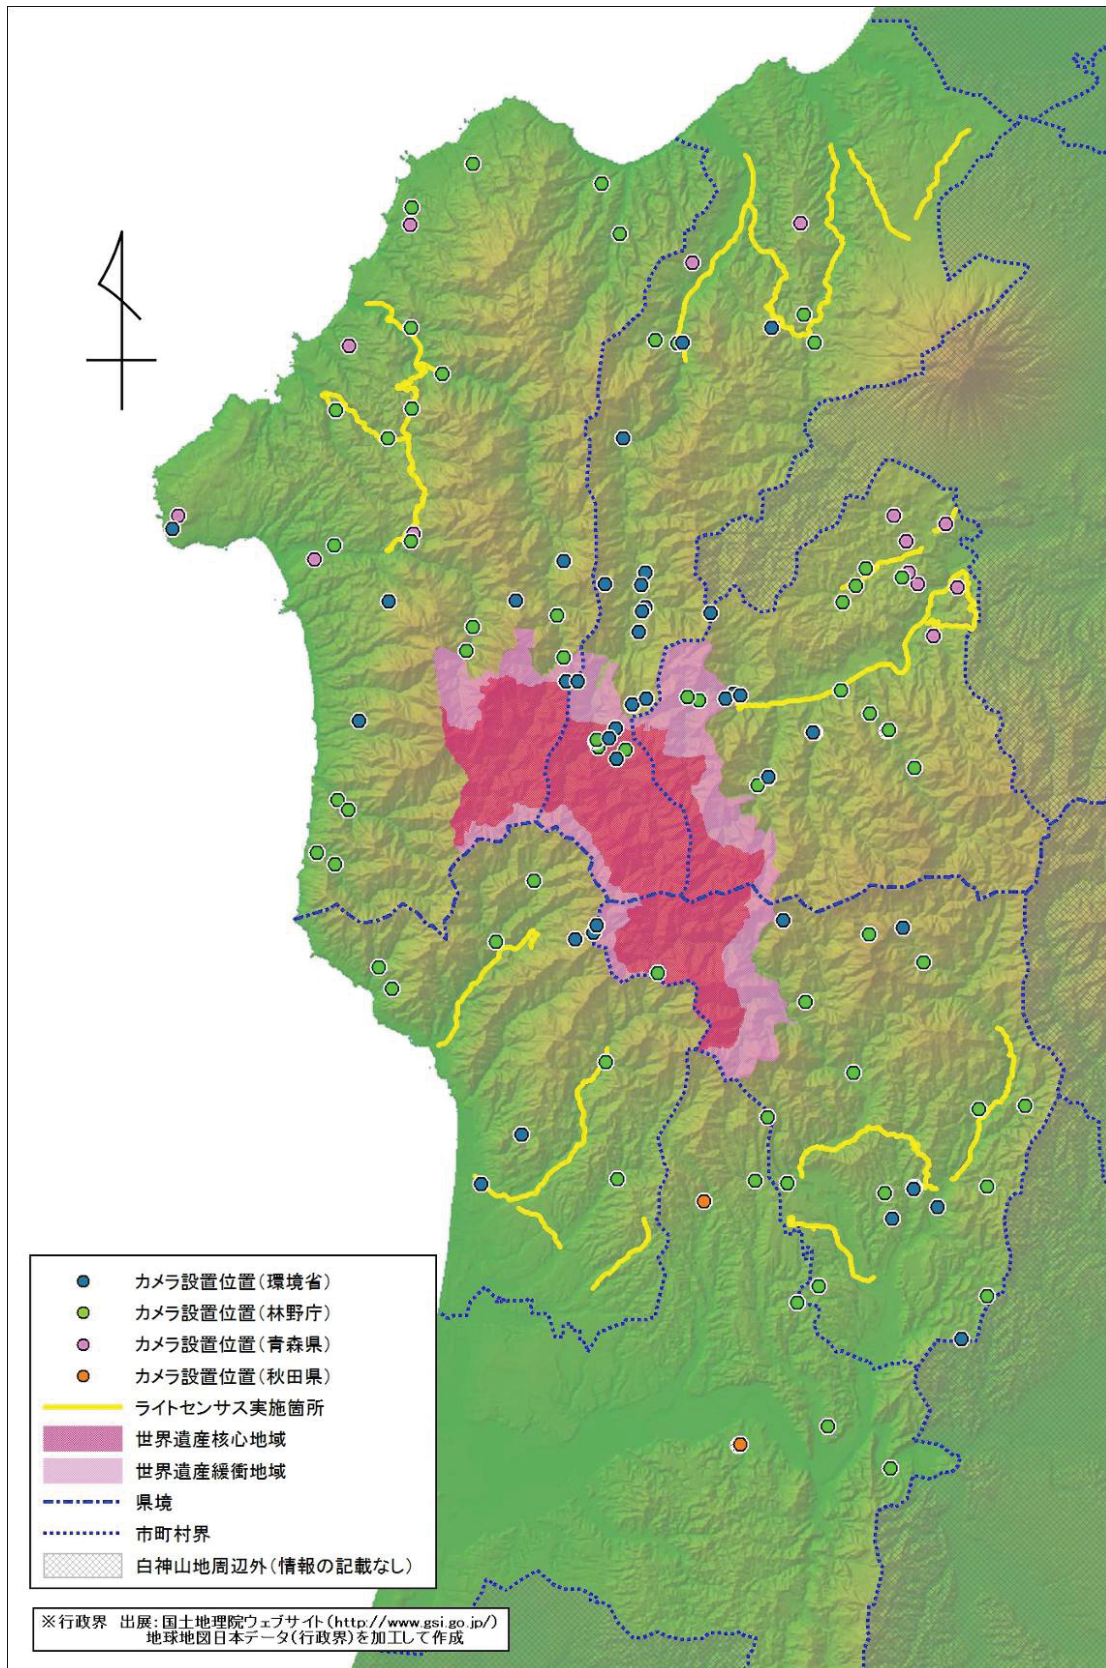 カメラ設置位置（環境省）
カメラ設置位置（林野庁）
カメラ設置位置（青森県）
カメラ設置位置（秋田県）
ライトセンサス実施箇所
世界遺産核心地域
世界遺産緩衝地域
県境
市町村界
白神山地周辺外（情報の記載なし）
※行政界　出展：国土地理院ウェブサイト（http://www.gsi.go.jp/）
地球地図日本データ（行政界）を加工して作成